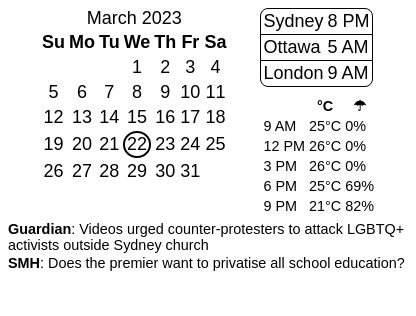 March 2023
Su Mo Tu We Th Fr Sa
1 2 3 4
5 6 7 8 9 10 11
12 13 14 15 16 17 18
19 20 21 22 23 24 25
26 27 28 29 30 31
Sydney 8 PM
Ottawa 5 AM
London 9 AM
°C ☂
9 AM 25°C 0%
12 PM 26°C 0%
3 PM 26°C 0%
6 PM 25°C 69%
9 PM 21°C 82%
Guardian: Videos urged counter-protesters to attack LGBTQ+
activists outside Sydney church
SMH: Does the premier want to privatise all school education?